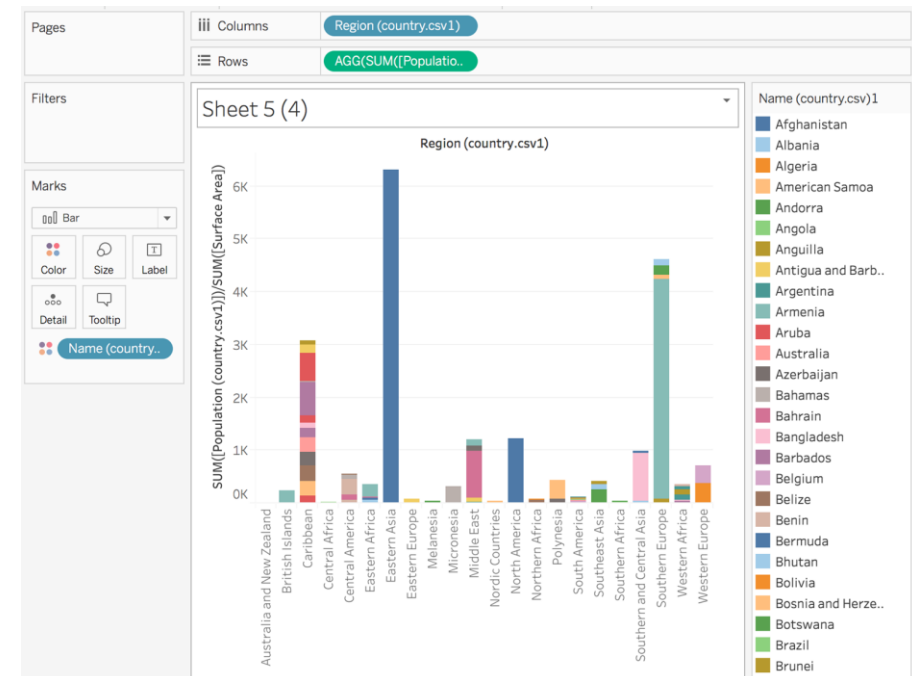 Pages
Columns
Region (country.csv1)
Rows
AGG(SUM([Populatio..
Filters
Marks
Bar
Color
Size
Label
Detail
Tooltip
Name (country..
Sheet 5 (4)
Region (country.csv1)
SUM([Population (country.csv1)])/SUM([Surface Area])
6K
5K
4K
3K
2K
1K
0K
Australia and New Zealand
British Islands
Caribbean
Central Africa
Central America
Eastern Africa
Eastern Asia
Eastern Europe
Melanesia
Micronesia
Middle East
Nordic Countries
North America
Northern Africa
Polynesia
South America
Southeast Asia
Southern Africa
Southern and Central Asia
Southern Europe
Western Africa
Western Europe
Name (country.csv)1
Afghanistan
Albania
Algeria
American Samoa
Andorra
Angola
Anguilla
Antigua and Barb..
Argentina
Armenia
Aruba
Australia
Azerbaijan
Bahamas
Bahrain
Bangladesh
Barbados
Belgium
Belize
Benin
Bermuda
Bhutan
Bolivia
Bosnia and Herze..
Botswana
Brazil
Brunei